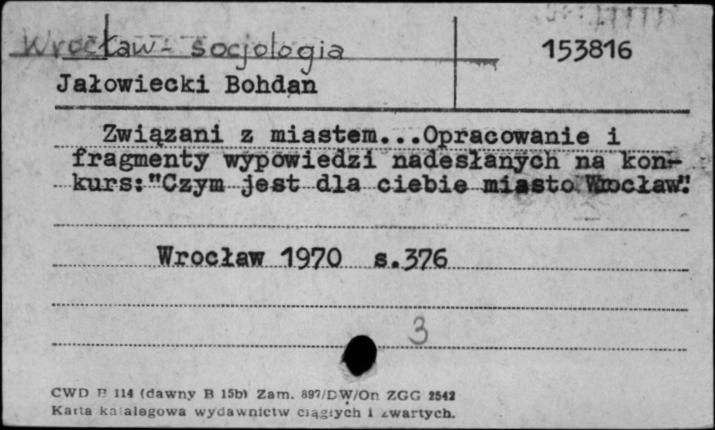 Wrocław - socjologia
153816
Jałowiecki Bohdan
Związani z miastem...Opracowanie i
fragmenty wypowiedzi nadesłanych na kon-
kurs:"Czym jest dla ciebie miasto Wrocław".
Wrocław 1970 s.376
3
CWD B 114 (dawny B 15b) Zam. 897/DW/On ZGG 2542
Karta katalogowa wydawnictw ciągłych i zwartych.